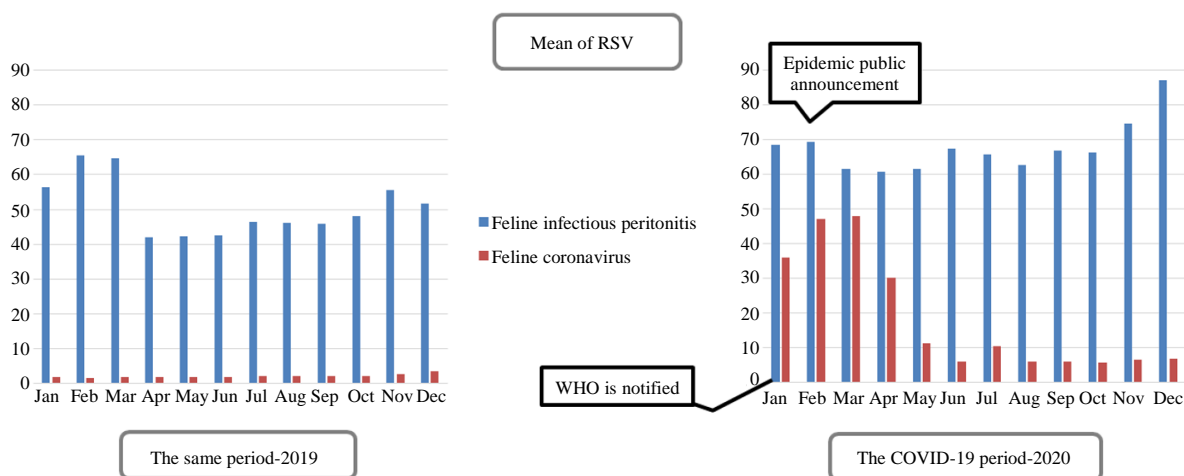 Mean of RSV
90
80
70
60
50
40
30
20
10
0
Jan Feb Mar Apr May Jun Jul Aug Sep Oct Nov Dec
The same period-2019
Feline infectious peritonitis
Feline coronavirus
Epidemic public
announcement
90
80
70
60
50
40
30
20
10
0
WHO is notified
Jan Feb Mar Apr May Jun Jul Aug Sep Oct Nov Dec
The COVID-19 period-2020